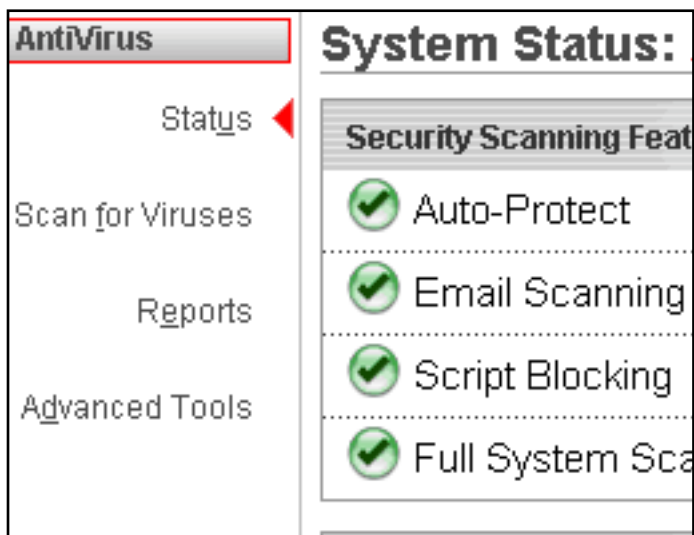 AntiVirus
Status
Scan for Viruses
Reports
Advanced Tools
System Status:
Security Scanning Feat
Auto-Protect
Email Scanning
Script Blocking
Full System Sca